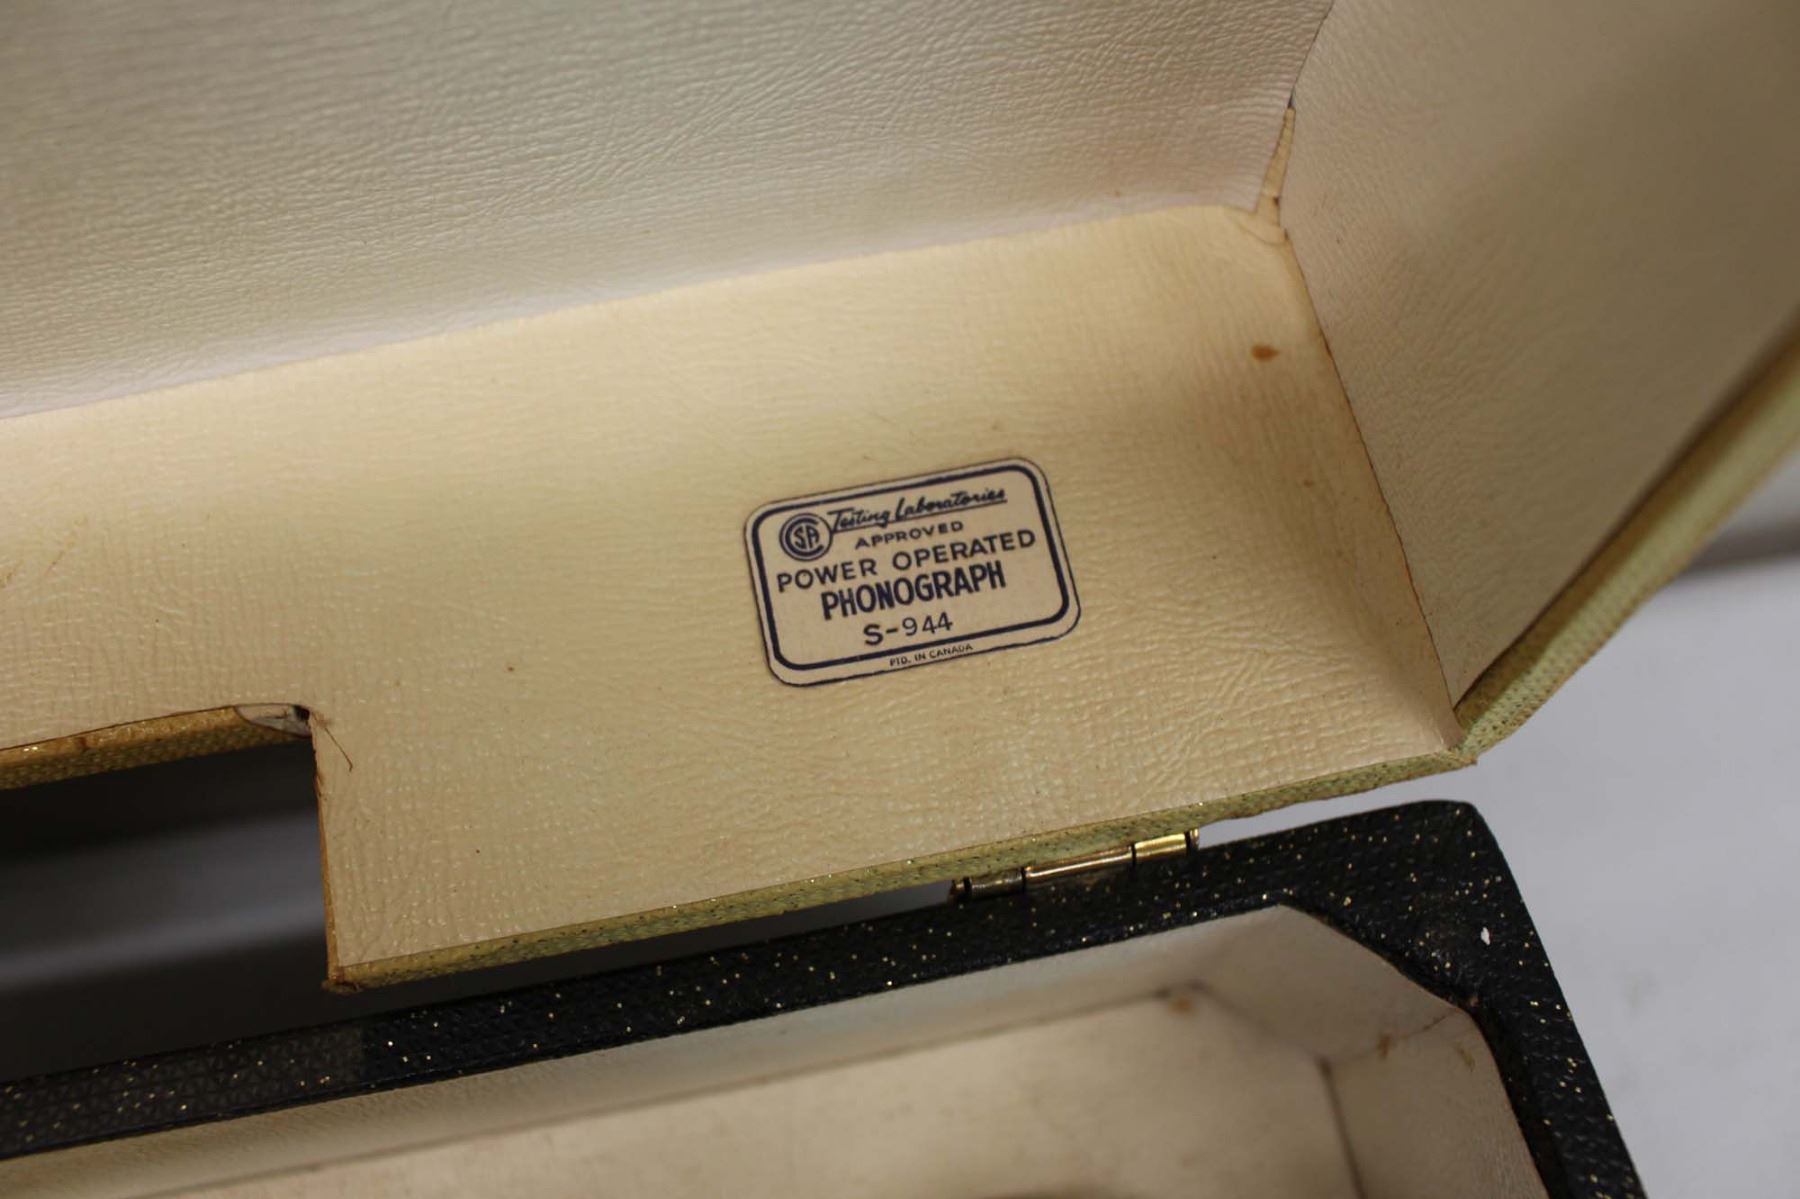 CSA Testing Laboratories
APPROVED
POWER OPERATED
PHONOGRAPH
S-944
PTD. IN CANADA